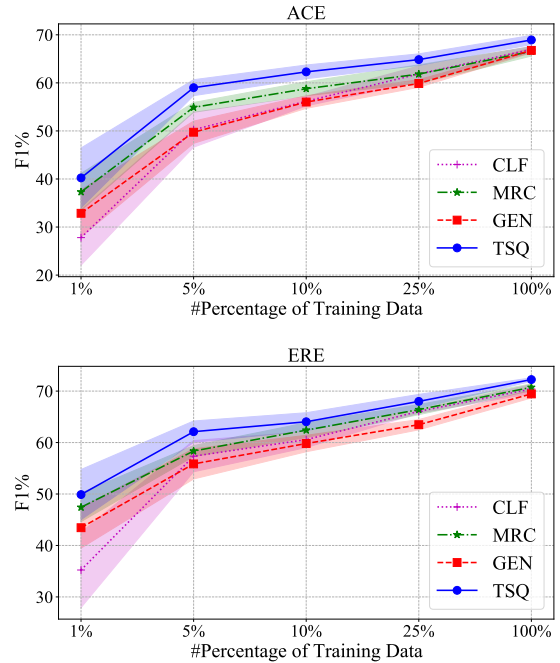 ACE
F1%
70
60
50
40
30
20
CLF
MRC
GEN
TSQ
1% 5% 10% 25% 100%
#Percentage of Training Data
ERE
F1%
70
60
50
40
30
CLF
MRC
GEN
TSQ
1% 5% 10% 25% 100%
#Percentage of Training Data